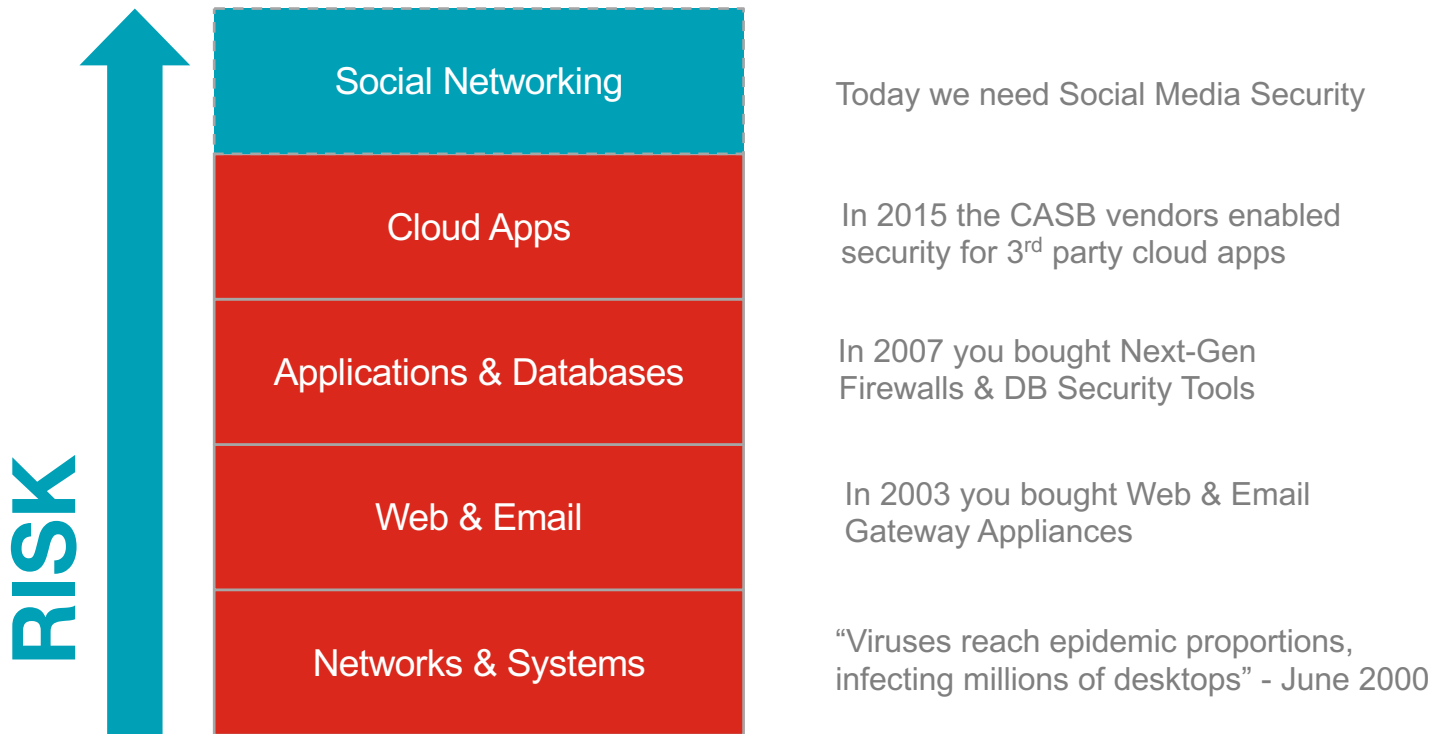 RISK
Social Networking
Today we need Social Media Security
Cloud Apps
In 2015 the CASB vendors enabled
security for 3rd party cloud apps
Applications & Databases
In 2007 you bought Next-Gen
Firewalls & DB Security Tools
Web & Email
In 2003 you bought Web & Email
Gateway Appliances
Networks & Systems
“Viruses reach epidemic proportions,
infecting millions of desktops” - June 2000